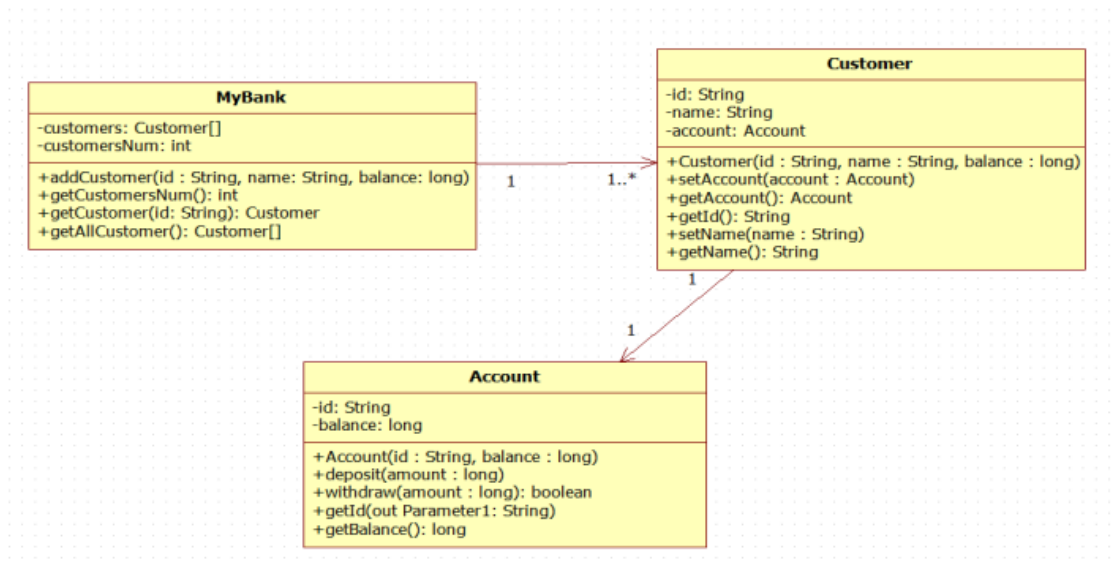 MyBank
-customers: Customer[]
-customersNum: int
+addCustomer(id : String, name: String, balance: long)
+getCustomersNum(): int
+getCustomer(id: String): Customer
+getAllCustomer(): Customer[]
1
1..*
Customer
-id: String
-name: String
-account: Account
+Customer(id : String, name : String, balance : long)
+setAccount(account : Account)
+getAccount(): Account
+getId(): String
+setName(name : String)
+getName(): String
1
1
Account
-id: String
-balance: long
+Account(id : String, balance : long)
+deposit(amount : long)
+withdraw(amount : long): boolean
+getId(out Parameter1: String)
+getBalance(): long